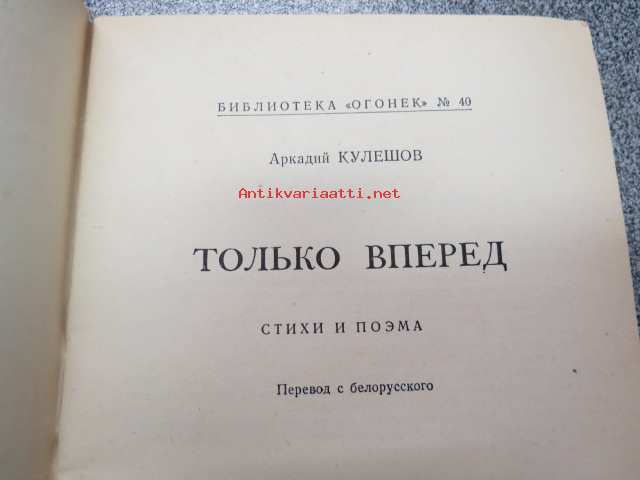 БИБЛИОТЕКА «ОГОНЕК» № 40
Аркадий КУЛЕШОВ
Antikvariaatti.net
ТОЛЬКО ВПЕРЕД
СТИХИ И ПОЭМА
Перевод с белорусского